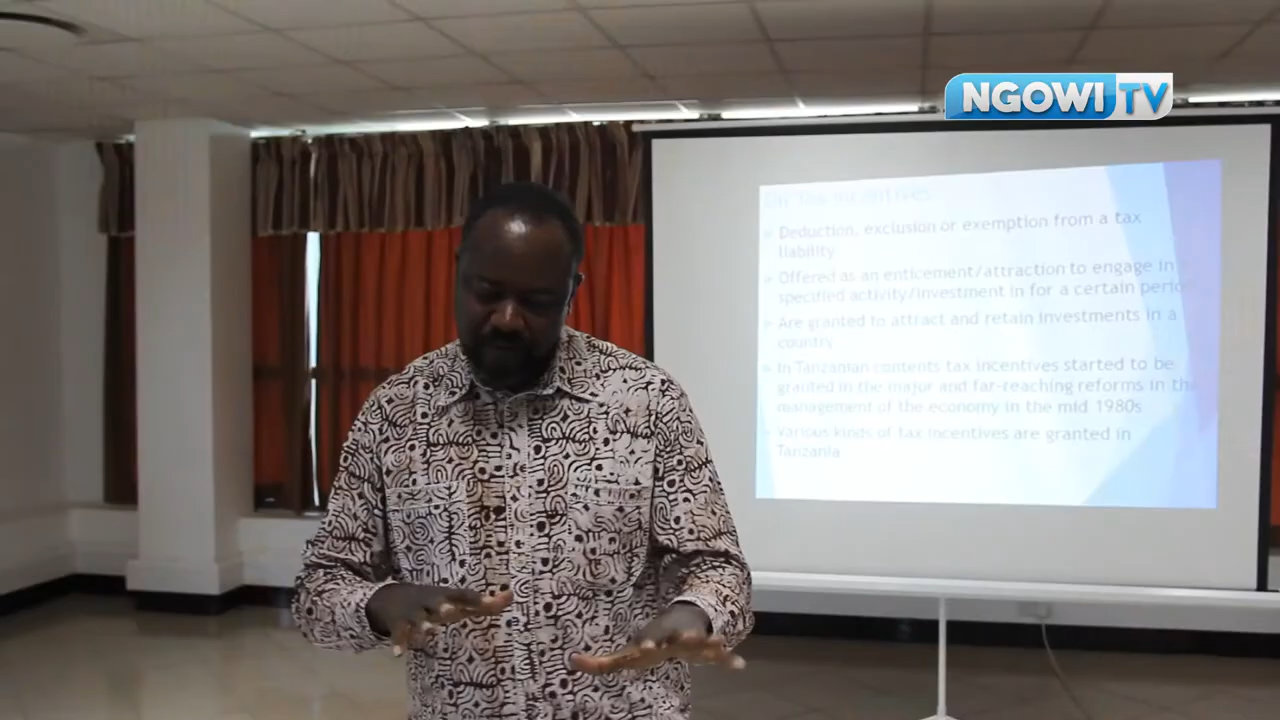 NGOWI TV
Tax Incentives
Deduction, exclusion or exemption from a tax
liability
Offered as an enticement/attraction to engage in
specified activity/investment in for a certain
Are granted to attract and retain investments in a
country
In Tanzanian contents tax incentives started to be
granted in the major and far-reaching reforms in the
management of the economy in the mid 1980s
Various kinds of tax incentives are granted in
Tanzania